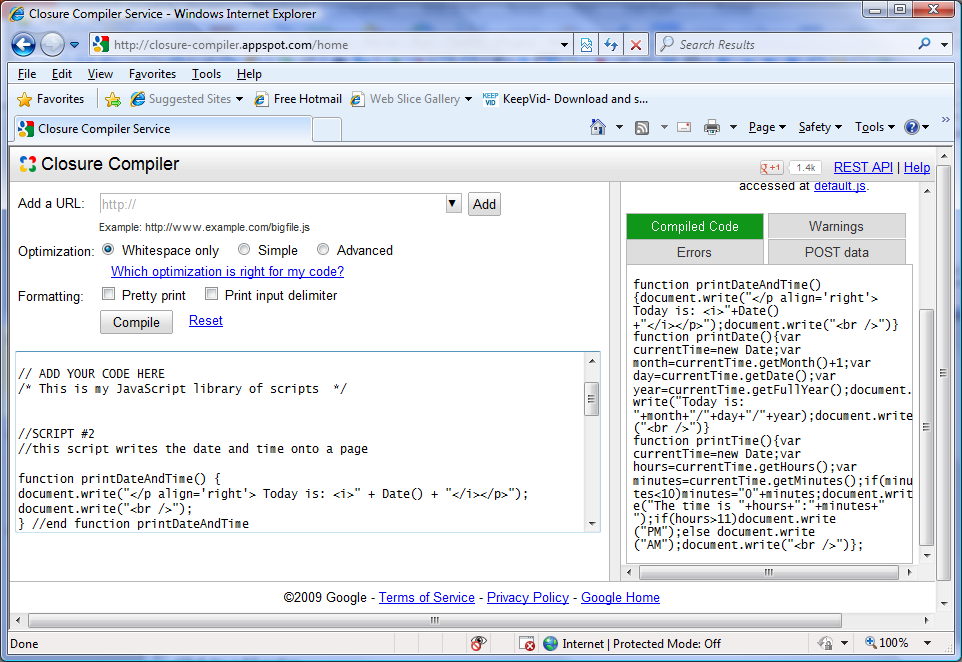 Closure Compiler Service - Windows Internet Explorer
http://closure-compiler.appspot.com/home
Search Results
File Edit View Favorites Tools Help
Favorites Suggested Sites Free Hotmail Web Slice Gallery KEEP VID KeepVid- Download and s...
Closure Compiler Service Page Safety Tools »
Closure Compiler
g +1 1.4k REST API | Help
Add a URL: http:// Add
Example: http://www.example.com/bigfile.js
Optimization: Whitespace only Simple Advanced
Which optimization is right for my code?
Formatting: Pretty print Print input delimiter
Compile Reset
// ADD YOUR CODE HERE
/* This is my JavaScript library of scripts  */
//SCRIPT #2
//this script writes the date and time onto a page
function printDateAndTime() {
document.write("</p align='right'> Today is: <i>" + Date() + "</i></p>");
document.write("<br />");
} //end function printDateAndTime
accessed at default.js.
Compiled Code Warnings
Errors POST data
function printDateAndTime()
{document.write("</p align='right'>
Today is: <i>"+Date()
+"</i></p>");document.write("<br />")}
function printDate(){var
currentTime=new Date;var
month=currentTime.getMonth()+1;var
day=currentTime.getDate();var
year=currentTime.getFullYear();document.
write("Today is:
"+month+"/"+day+"/"+year);document.write
("<br />")}
function printTime(){var
currentTime=new Date;var
hours=currentTime.getHours();var
minutes=currentTime.getMinutes();if(minu
tes<10)minutes="0"+minutes;document.writ
e("The time is "+hours+":"+minutes+"
");if(hours>11)document.write
("PM");else document.write
("AM");document.write("<br />")};
©2009 Google - Terms of Service - Privacy Policy - Google Home
Done Internet | Protected Mode: Off 100%